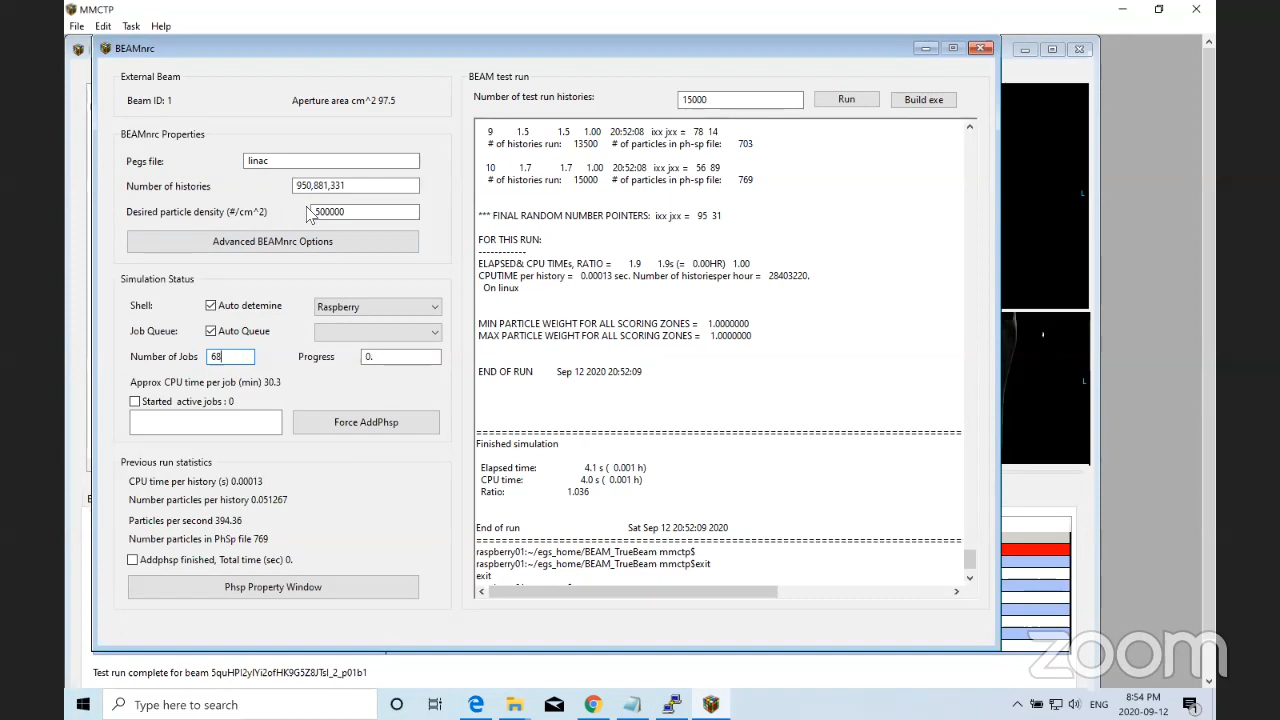 MMCTP
File Edit Task Help
BEAMnrc
External Beam
Beam ID: 1 Aperture area cm^2 97.5
BEAMnrc Properties
Pegs file: linac
Number of histories 950,881,331
Desired particle density (#/cm^2) 500000
Advanced BEAMnrc Options
Simulation Status
Shell: Auto detemine Raspberry
Job Queue: Auto Queue
Number of Jobs 68 Progress 0.
Approx CPU time per job (min) 30.3
Started active jobs : 0
Force AddPhsp
Previous run statistics
CPU time per history (s) 0.00013
Number particles per history 0.051267
Particles per second 394.36
Number particles in PhSp file 769
Addphsp finished, Total time (sec) 0.
Phsp Property Window
BEAM test run
Number of test run histories: 15000 Run Build exe
9 1.5 1.5 1.00 20:52:08 ixx jxx = 78 14
# of histories run: 13500 # of particles in ph-sp file: 703
10 1.7 1.7 1.00 20:52:08 ixx jxx = 56 89
# of histories run: 15000 # of particles in ph-sp file: 769
*** FINAL RANDOM NUMBER POINTERS: ixx jxx = 95 31
FOR THIS RUN:
------------
ELAPSED& CPU TIMEs, RATIO = 1.9 1.9s (= 0.00HR) 1.00
CPUTIME per history = 0.00013 sec. Number of historiesper hour = 28403220.
On linux
MIN PARTICLE WEIGHT FOR ALL SCORING ZONES = 1.0000000
MAX PARTICLE WEIGHT FOR ALL SCORING ZONES = 1.0000000
END OF RUN Sep 12 2020 20:52:09
Finished simulation
Elapsed time: 4.1 s ( 0.001 h)
CPU time: 4.0 s ( 0.001 h)
Ratio: 1.036
End of run Sat Sep 12 20:52:09 2020
raspberry01:~/egs_home/BEAM_TrueBeam mmctp$
raspberry01:~/egs_home/BEAM_TrueBeam mmctp$exit
exit
L
L
zoom
Test run complete for beam 5quHPI2ylYi2ofHK9G5Z8JTsI_2_p01b1
Type here to search
ENG
8:54 PM
2020-09-12